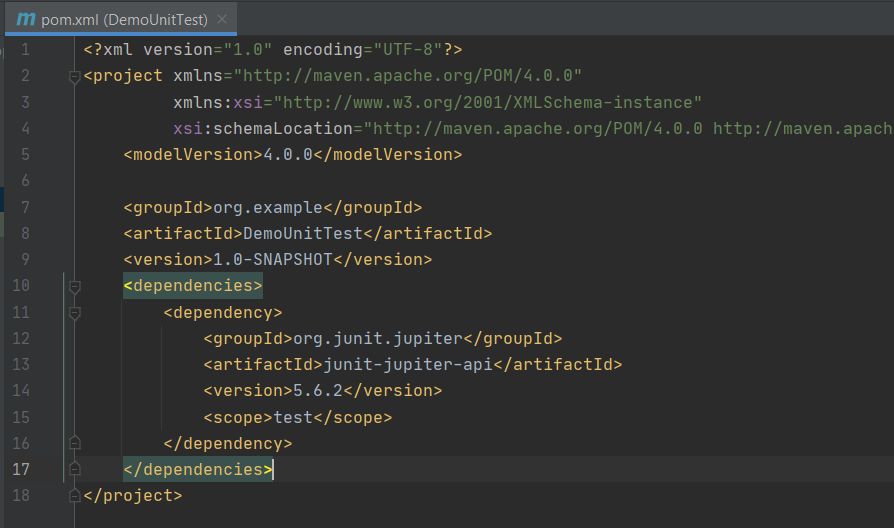 m pom.xml (DemoUnitTest) ×
1 <?xml version="1.0" encoding="UTF-8"?>
2 <project xmlns="http://maven.apache.org/POM/4.0.0"
3 xmlns:xsi="http://www.w3.org/2001/XMLSchema-instance"
4 xsi:schemaLocation="http://maven.apache.org/POM/4.0.0 http://maven.apach
5 <modelVersion>4.0.0</modelVersion>
6
7 <groupId>org.example</groupId>
8 <artifactId>DemoUnitTest</artifactId>
9 <version>1.0-SNAPSHOT</version>
10 <dependencies>
11 <dependency>
12 <groupId>org.junit.jupiter</groupId>
13 <artifactId>junit-jupiter-api</artifactId>
14 <version>5.6.2</version>
15 <scope>test</scope>
16 </dependency>
17 </dependencies>
18 </project>